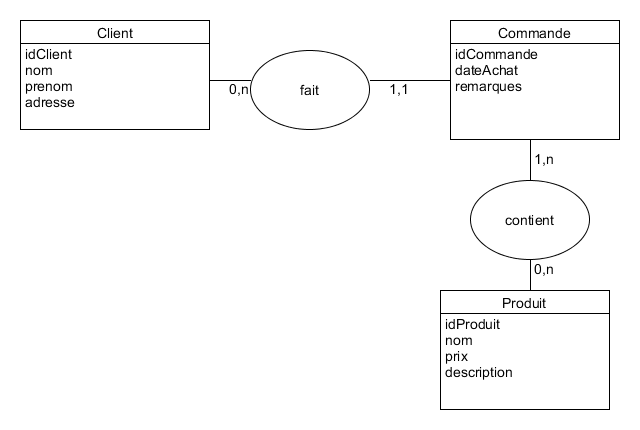 Client
idClient
nom
prenom
adresse
0,n
fait
1,1
Commande
idCommande
dateAchat
remarques
1,n
contient
0,n
Produit
idProduit
nom
prix
description